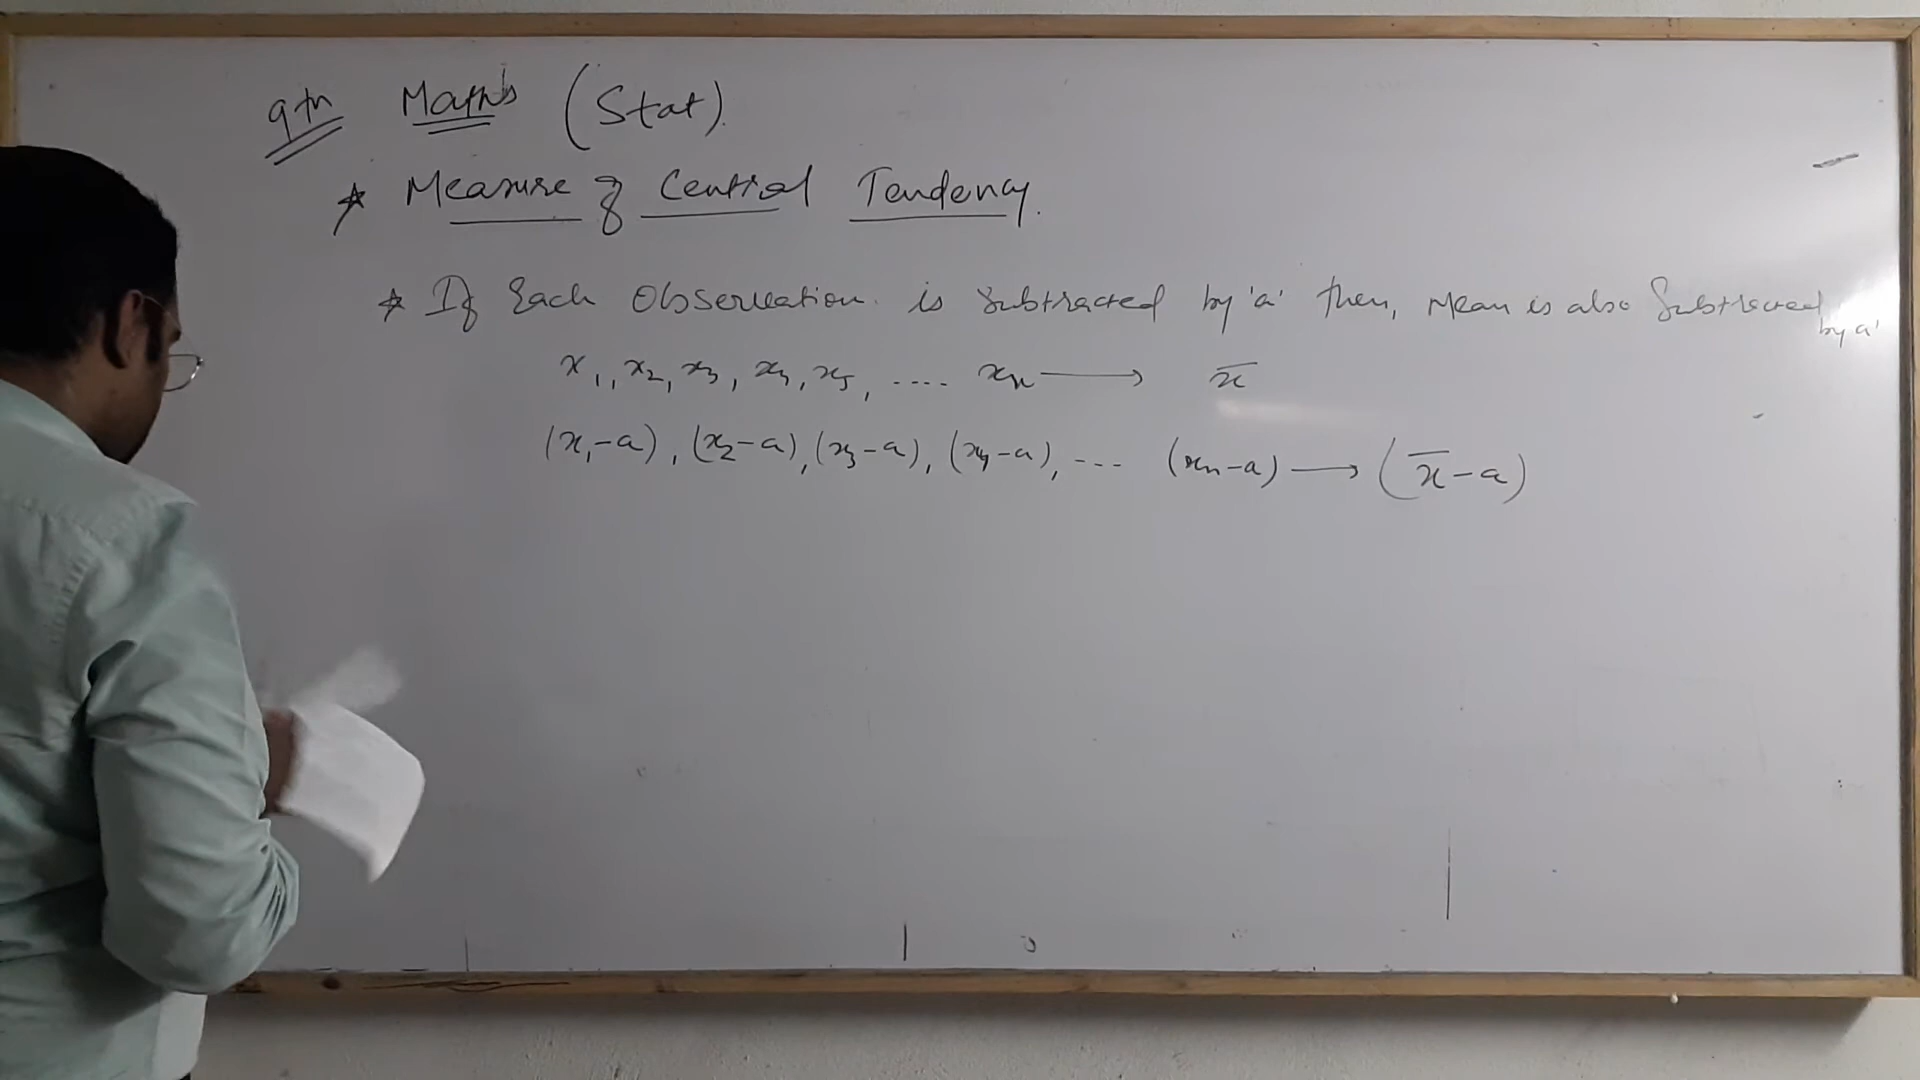 9th Maths (Stat).
* Measure of Central Tendency.
* If Each Observation is Subtracted by 'a' then, Mean is also Subtracted by 'a'
x₁, x₂, x₃, x₄, x₅, .... xₙ ⟶ x̄
(x₁-a), (x₂-a), (x₃-a), (x₄-a), --- (xₙ-a) ⟶ (x̄-a)